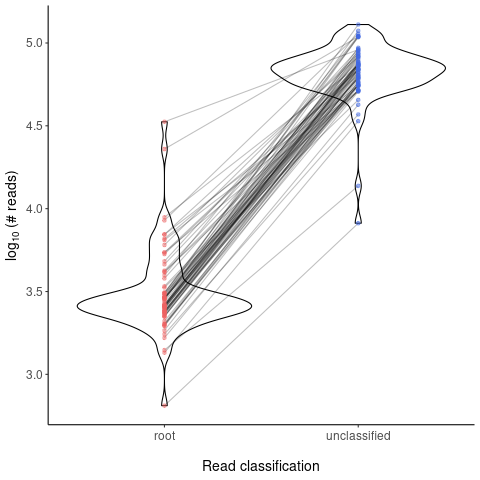 5.0
4.5
4.0
3.5
3.0
log₁₀ (# reads)
root unclassified
Read classification